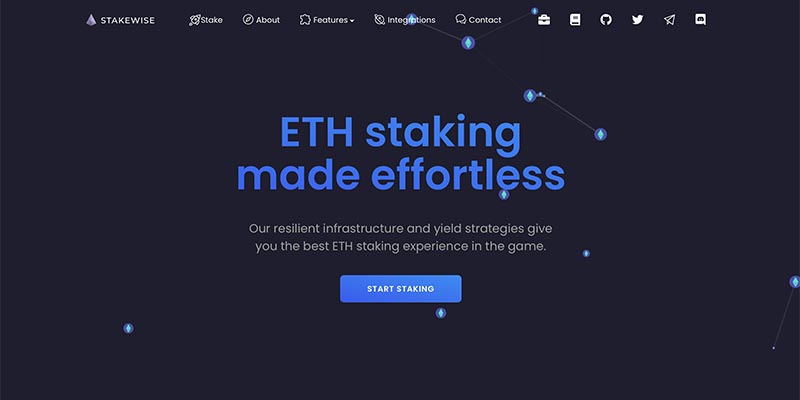 STAKEWISE
Stake
About
Features
Integrations
Contact
ETH staking
made effortless
Our resilient infrastructure and yield strategies give
you the best ETH staking experience in the game.
START STAKING